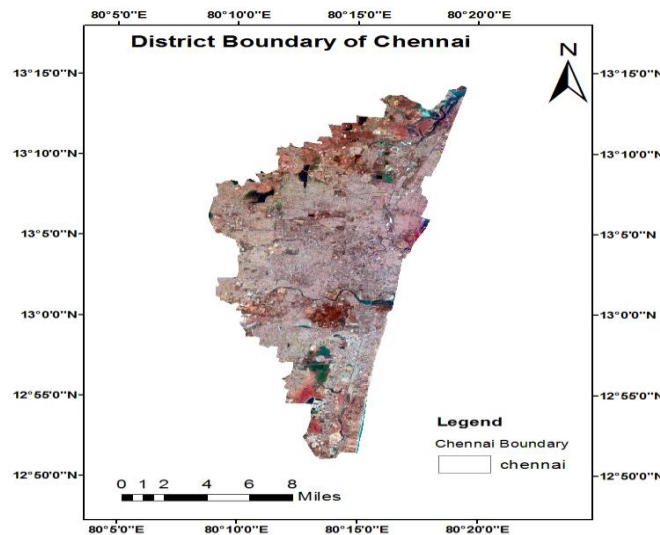 80°5'0"E 80°10'0"E 80°15'0"E 80°20'0"E
District Boundary of Chennai
N
13°15'0"N 13°15'0"N
13°10'0"N 13°10'0"N
13°5'0"N 13°5'0"N
13°0'0"N 13°0'0"N
12°55'0"N 12°55'0"N
Legend
Chennai Boundary
chennai
12°50'0"N 12°50'0"N
0 1 2 4 6 8
Miles
80°5'0"E 80°10'0"E 80°15'0"E 80°20'0"E